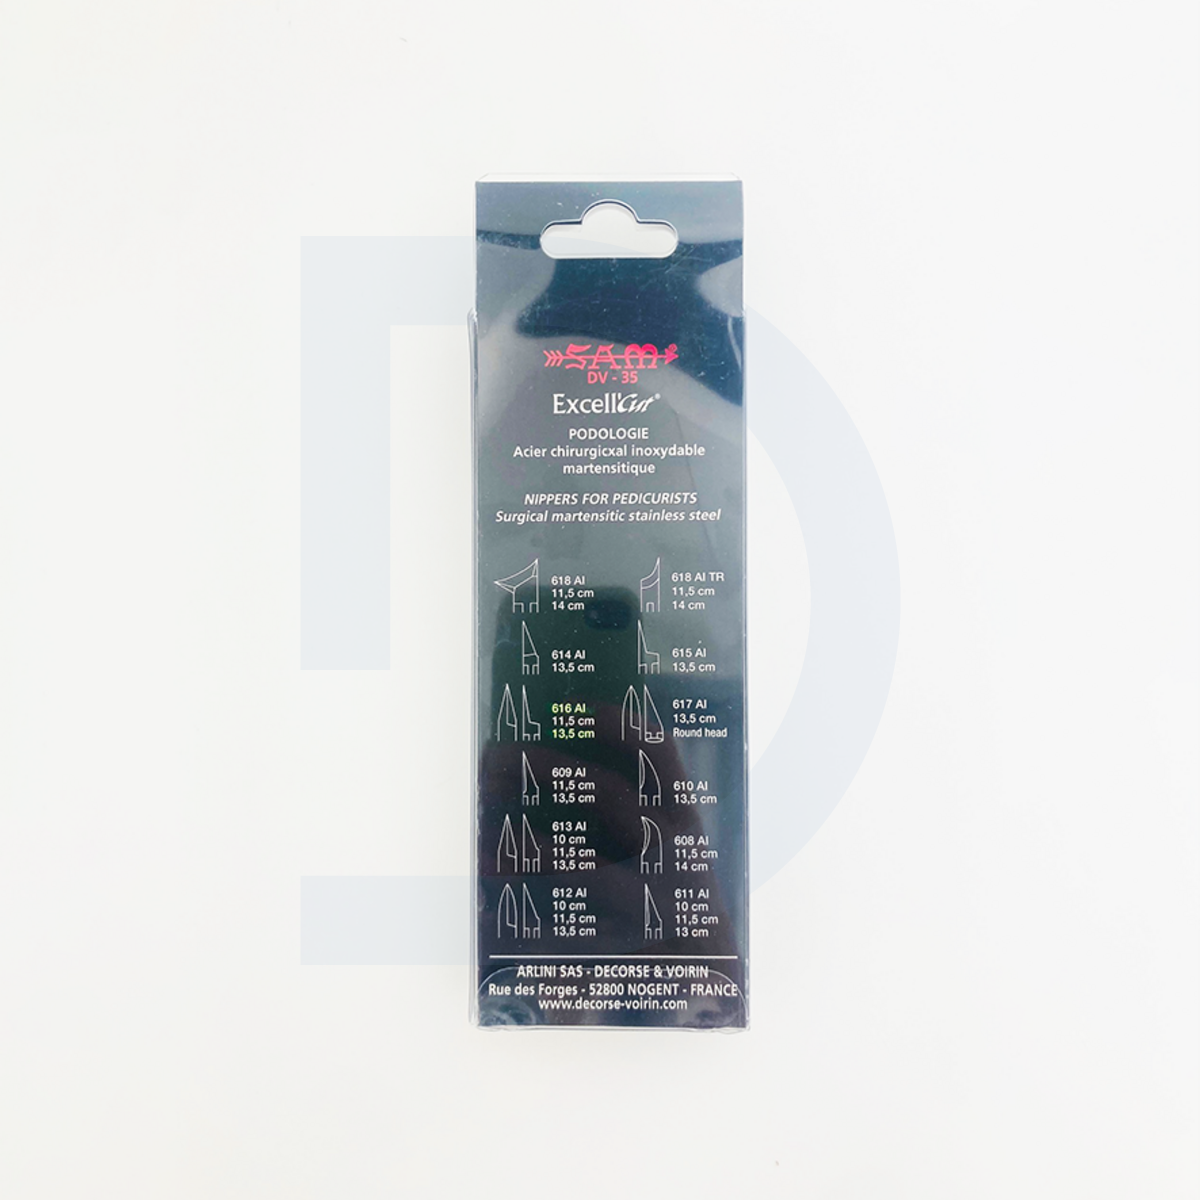 SAM®
DV - 35
Excell'Cut®
PODOLOGIE
Acier chirurgicxal inoxydable
martensitique
NIPPERS FOR PEDICURISTS
Surgical martensitic stainless steel
618 AI
11,5 cm
14 cm
618 AI TR
11,5 cm
14 cm
614 AI
13,5 cm
615 AI
13,5 cm
616 AI
11,5 cm
13,5 cm
617 AI
13,5 cm
Round head
609 AI
11,5 cm
13,5 cm
610 AI
13,5 cm
613 AI
10 cm
11,5 cm
13,5 cm
608 AI
11,5 cm
14 cm
612 AI
10 cm
11,5 cm
13,5 cm
611 AI
10 cm
11,5 cm
13 cm
ARLINI SAS - DECORSE & VOIRIN
Rue des Forges - 52800 NOGENT - FRANCE
www.decorse-voirin.com